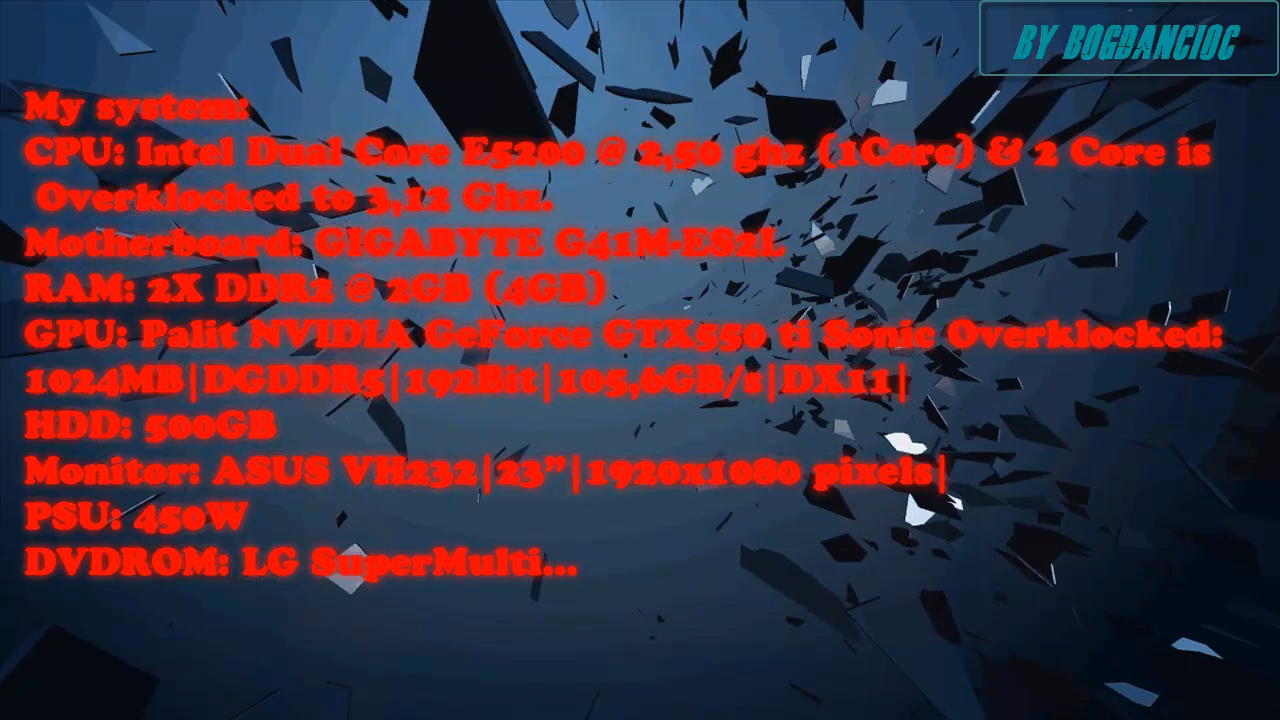 BY BOGDANCIOC
My system:
CPU: Intel Dual Core E5200 @ 2,50 ghz (1Core) & 2 Core is
Overklocked to 3,12 Ghz.
Motherboard: GIGABYTE G41M-ES2L
RAM: 2X DDR2 @ 2GB (4GB)
GPU: Palit NVIDIA GeForce GTX550 ti Sonic Overklocked:
1024MB|DGDDR5|192Bit|105,6GB/s|DX11|
HDD: 500GB
Monitor: ASUS VH232|23”|1920x1080 pixels|
PSU: 450W
DVDROM: LG SuperMulti...